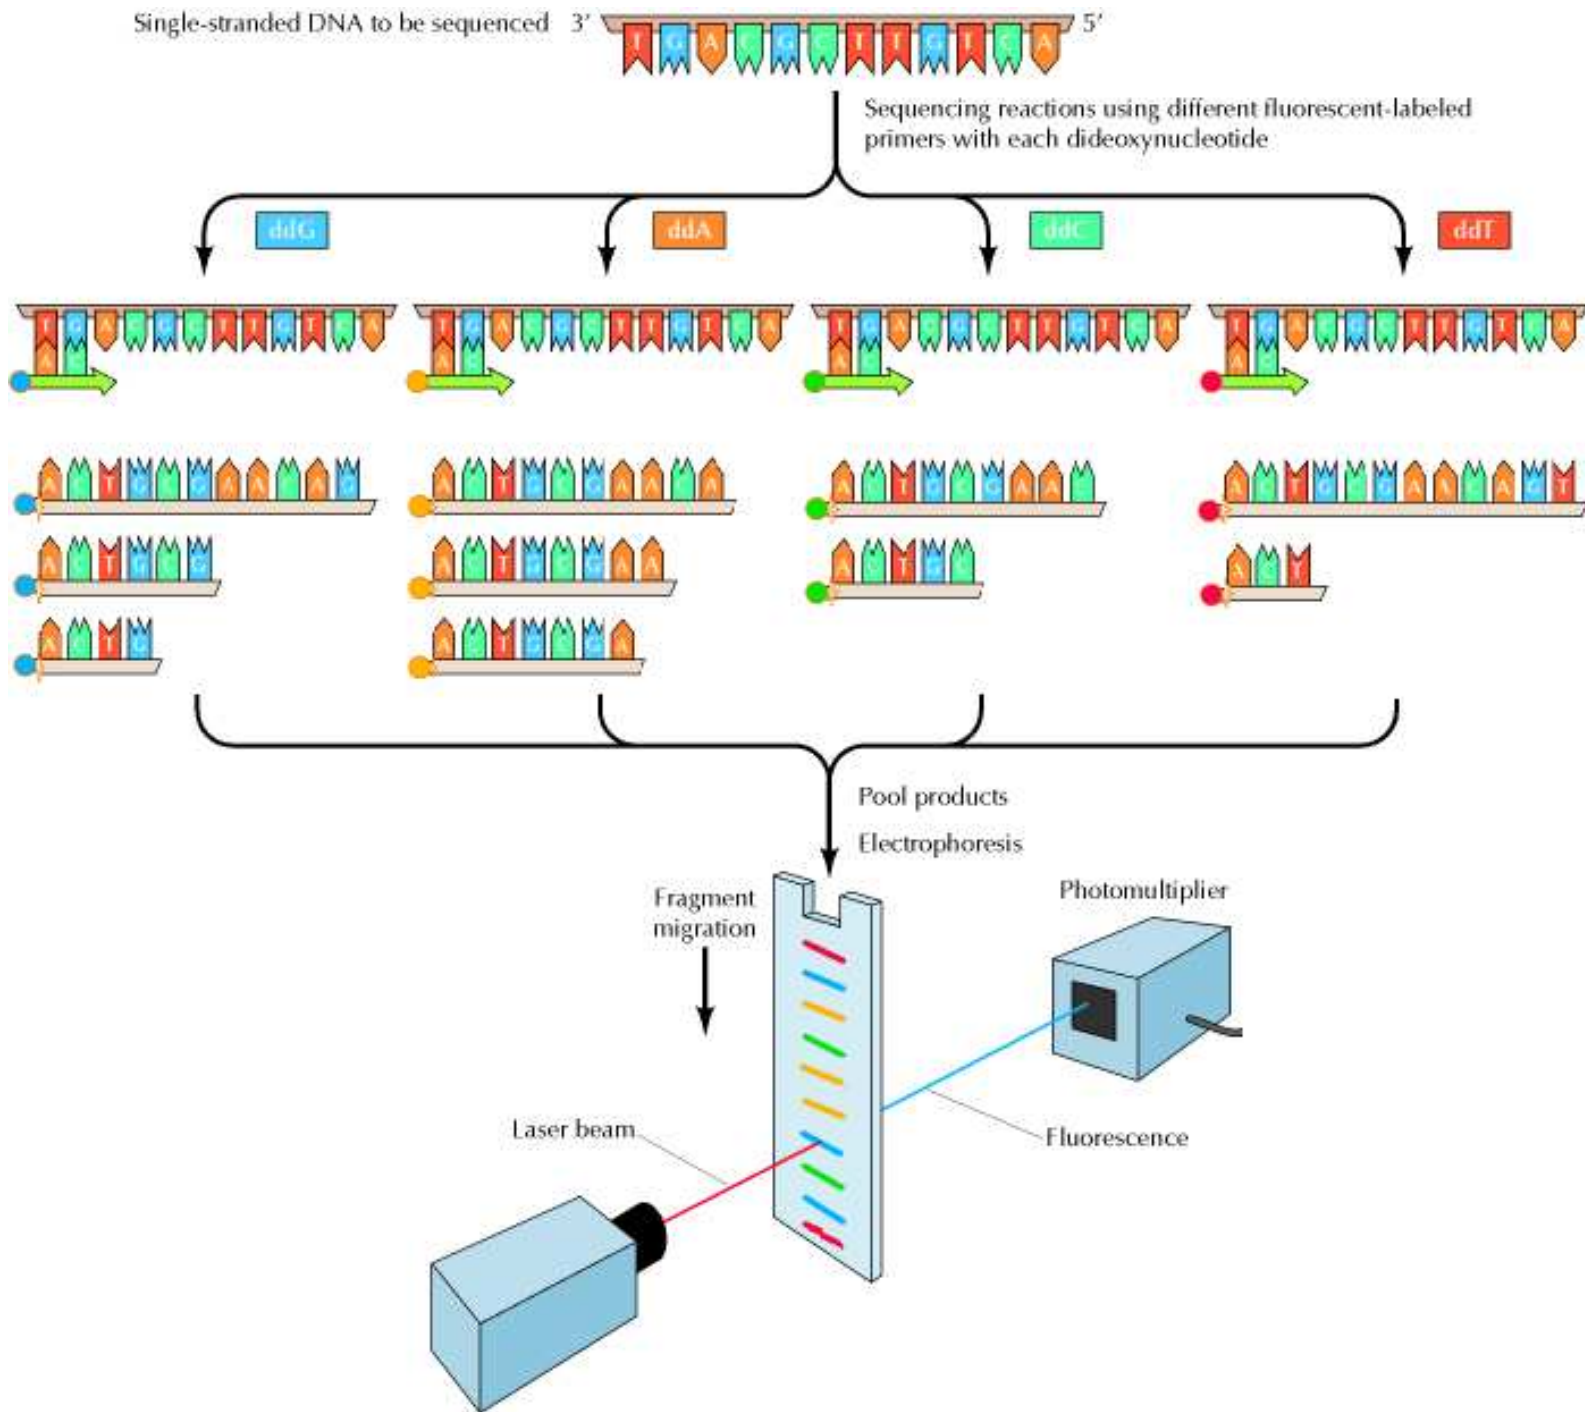 Single-stranded DNA to be sequenced 3' T G A C G C T T G T C A 5'
Sequencing reactions using different fluorescent-labeled
primers with each dideoxynucleotide
ddG ddA ddC ddT
T G A C G C T T G T C A
A C
T G A C G C T T G T C A
A C
T G A C G C T T G T C A
A C
T G A C G C T T G T C A
A C
A C T G C G A A C A G
A C T G C G A A C A
A C T G C G A A C
A C T G C G A A C A G T
A C T G C G
A C T G C G A A
A C T G C
A C T
A C T G
A C T G C G A
Pool products
Electrophoresis
Fragment
migration
Photomultiplier
Laser beam
Fluorescence